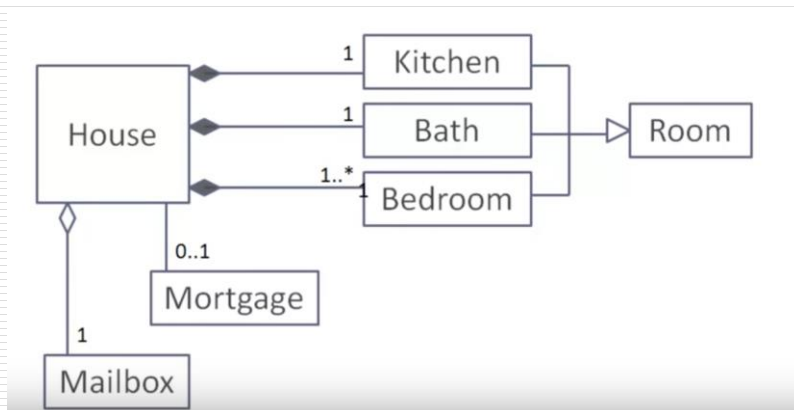 1
Kitchen
House
1
Bath
Room
1..*
1
Bedroom
0..1
Mortgage
1
Mailbox